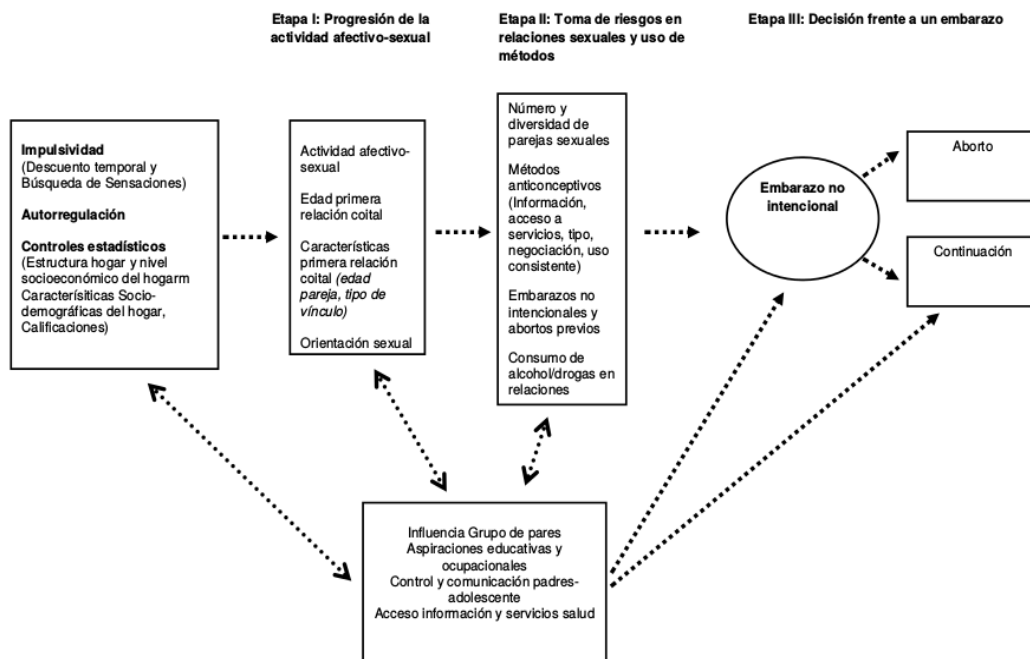 Etapa I: Progresión de la
actividad afectivo-sexual
Etapa II: Toma de riesgos en
relaciones sexuales y uso de
métodos
Etapa III: Decisión frente a un embarazo
Impulsividad
(Descuento temporal y
Búsqueda de Sensaciones)
Autorregulación
Controles estadísticos
(Estructura hogar y nivel
socioeconómico del hogarm
Caracterísiticas Socio-
demográficas del hogar,
Calificaciones)
Actividad afectivo-
sexual
Edad primera
relación coital
Características
primera relación
coital (edad
pareja, tipo de
vínculo)
Orientación sexual
Número y
diversidad de
parejas sexuales
Métodos
anticonceptivos
(Información,
acceso a
servicios, tipo,
negociación, uso
consistente)
Embarazos no
intencionales y
abortos previos
Consumo de
alcohol/drogas en
relaciones
Embarazo no
intencional
Aborto
Continuación
Influencia Grupo de pares
Aspiraciones educativas y
ocupacionales
Control y comunicación padres-
adolescente
Acceso información y servicios salud